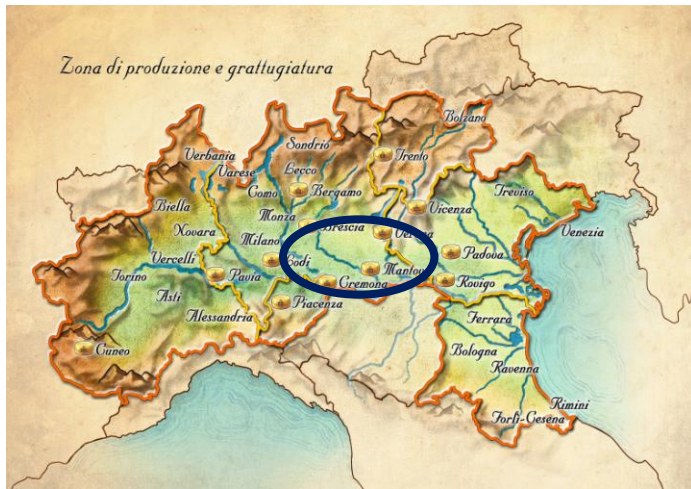 Zona di produzione e grattugiatura
Bolzano
Sondrio
Trento
Verbania
Lecco
Varese
Como
Bergamo
Treviso
Biella
Vicenza
Monza
Novara
Brescia
Venezia
Verona
Milano
Vercelli
Padova
Lodi
Torino
Pavia
Mantova
Cremona
Rovigo
Asti
Piacenza
Alessandria
Ferrara
Cuneo
Bologna
Ravenna
Rimini
Forlì-Cesena